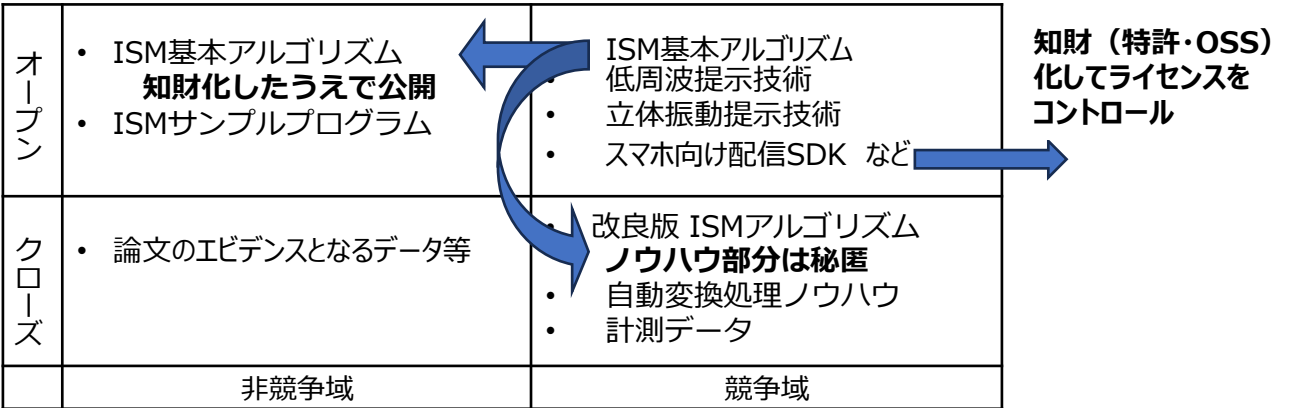 オープン
• ISM基本アルゴリズム
知財化したうえで公開
• ISMサンプルプログラム
ISM基本アルゴリズム
• 低周波提示技術
• 立体振動提示技術
• スマホ向け配信SDK など
知財（特許・OSS）
化してライセンスを
コントロール
クローズ
• 論文のエビデンスとなるデータ等
• 改良版 ISMアルゴリズム
ノウハウ部分は秘匿
• 自動変換処理ノウハウ
• 計測データ
非競争域
競争域